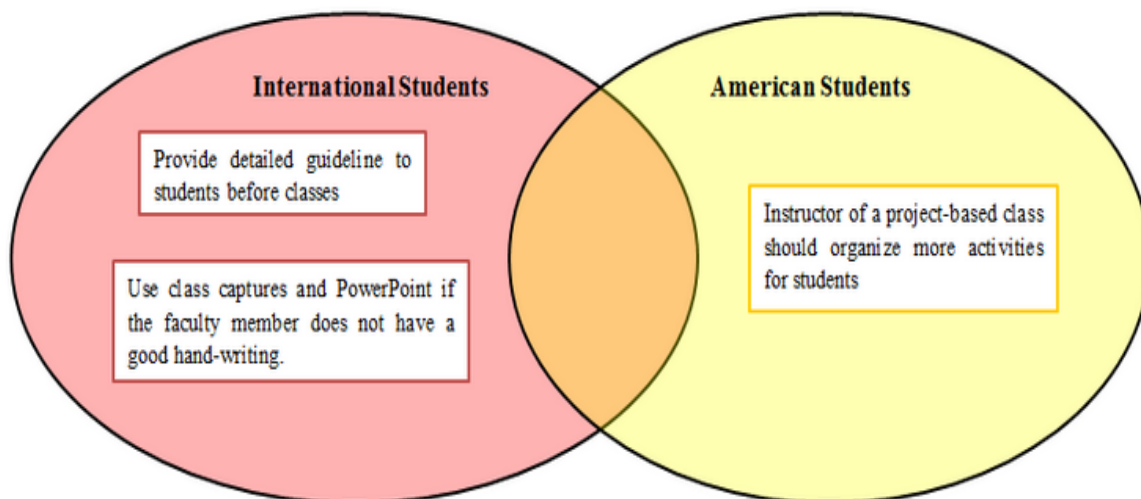 International Students
American Students
Provide detailed guideline to
students before classes
Instructor of a project-based class
should organize more activities
for students
Use class captures and PowerPoint if
the faculty member does not have a
good hand-writing.